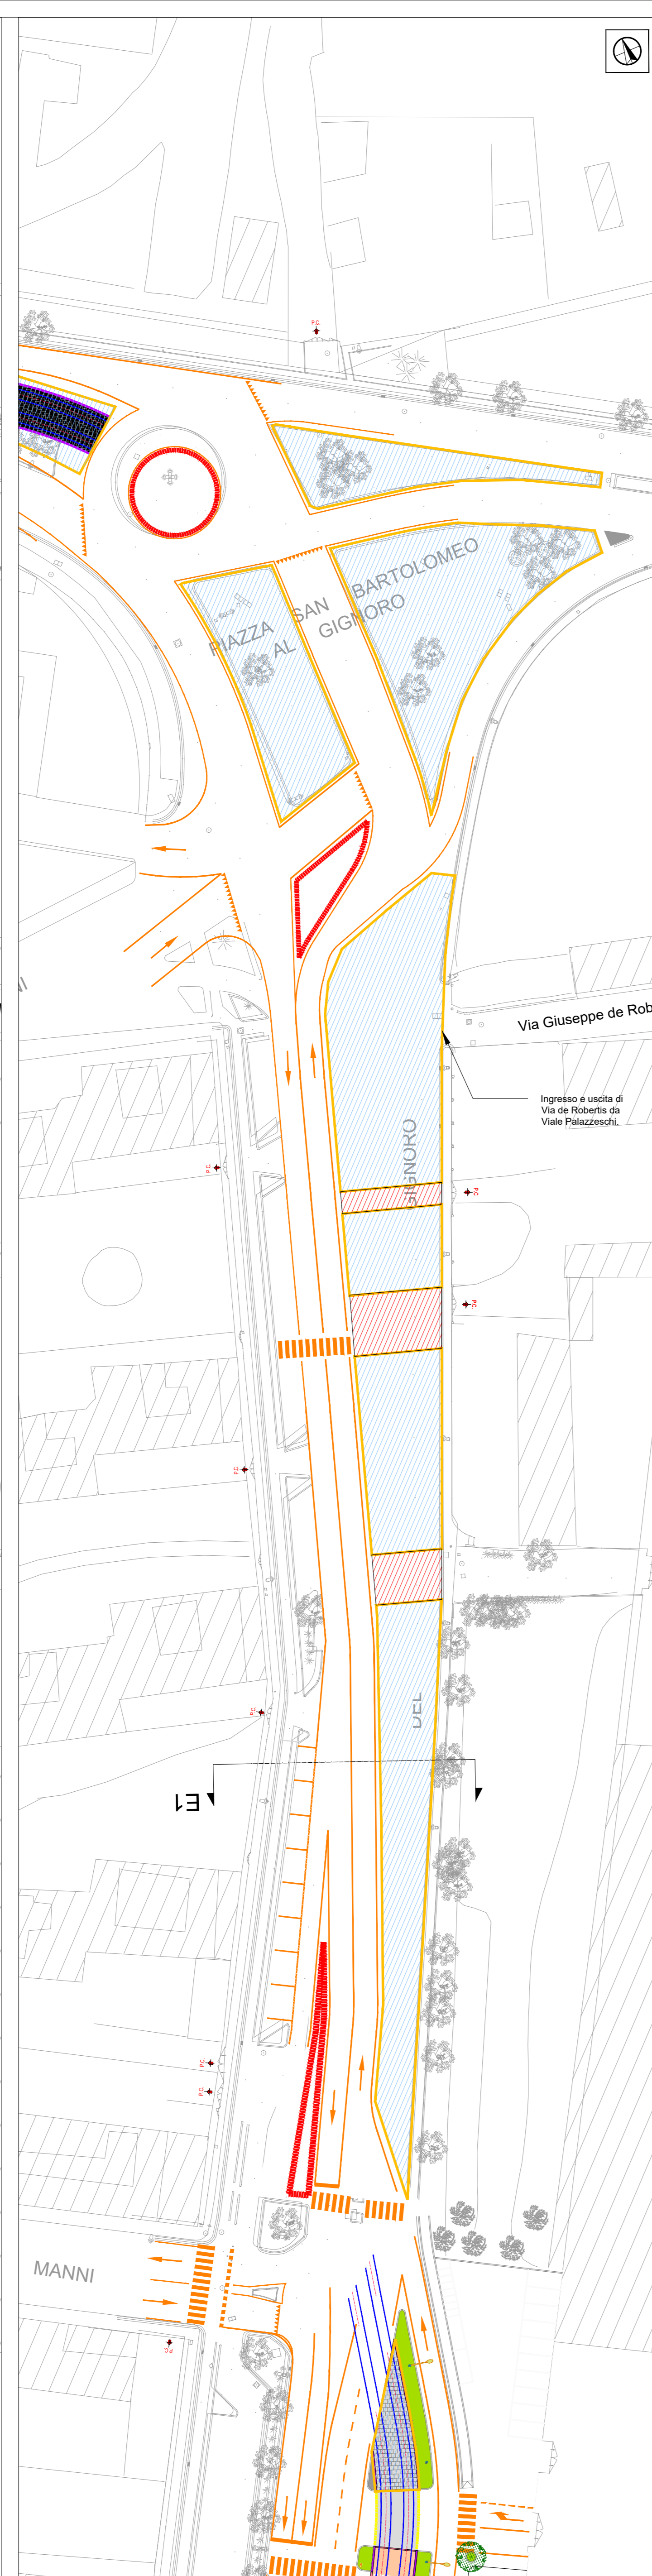 P.C.
PIAZZA SAN BARTOLOMEO
AL GIGNORO
Via Giuseppe de Rob
Ingresso e uscita di
Via de Robertis da
Viale Palazzeschi.
GIGNORO
P.C.
P.C.
P.C.
P.C.
DEL
P.C.
E1
P.C.
P.C.
MANNI
P.C.